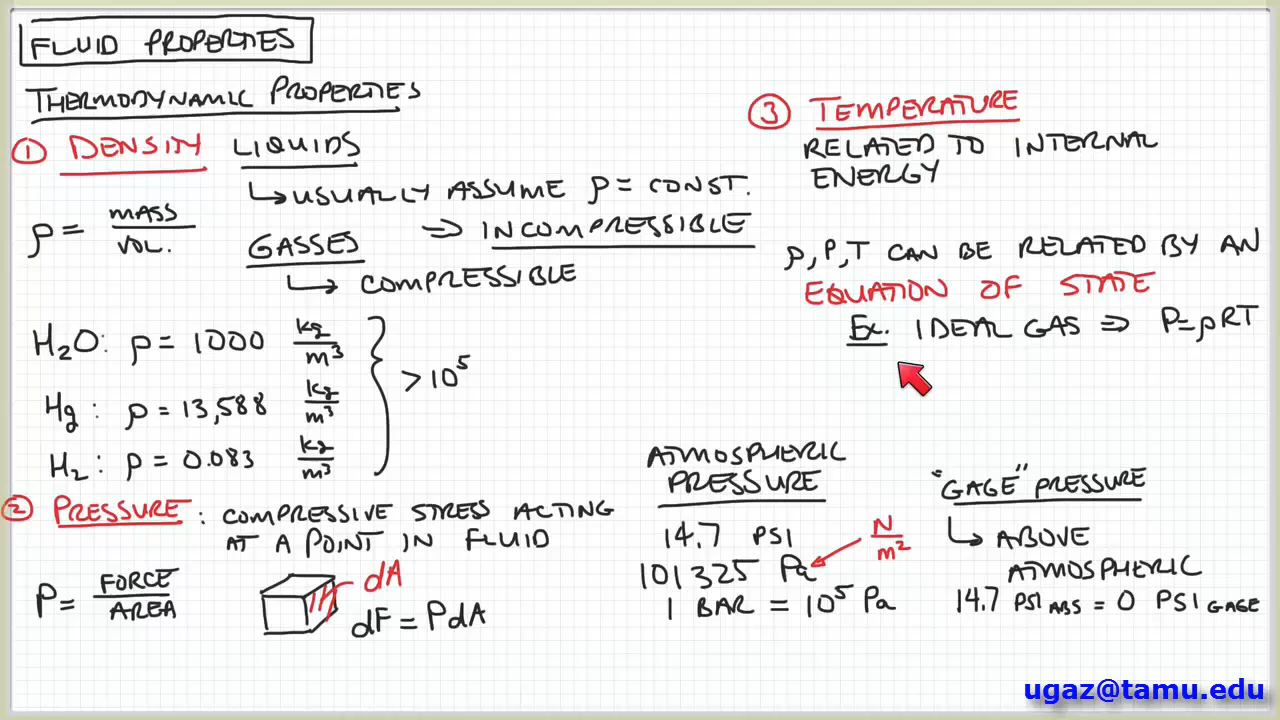 FLUID PROPERTIES
THERMODYNAMIC PROPERTIES
① DENSITY LIQUIDS
↳ USUALLY ASSUME ρ = CONST.
⇒ INCOMPRESSIBLE
ρ = MASS / VOL.
GASSES
↳ COMPRESSIBLE
H₂O: ρ = 1000 kg/m³
Hg: ρ = 13,588 kg/m³
H₂: ρ = 0.083 kg/m³
> 10⁵
② PRESSURE: COMPRESSIVE STRESS ACTING
AT A POINT IN FLUID
P = FORCE / AREA
dA
dF = PdA
ATMOSPHERIC
PRESSURE
14.7 PSI
101325 Pa
N/m²
1 BAR = 10⁵ Pa
"GAGE" PRESSURE
↳ ABOVE
ATMOSPHERIC
14.7 PSI ABS = 0 PSI GAGE
③ TEMPERATURE
RELATED TO INTERNAL
ENERGY
ρ, P, T CAN BE RELATED BY AN
EQUATION OF STATE
Ex. IDEAL GAS ⇒ P=ρRT
ugaz@tamu.edu